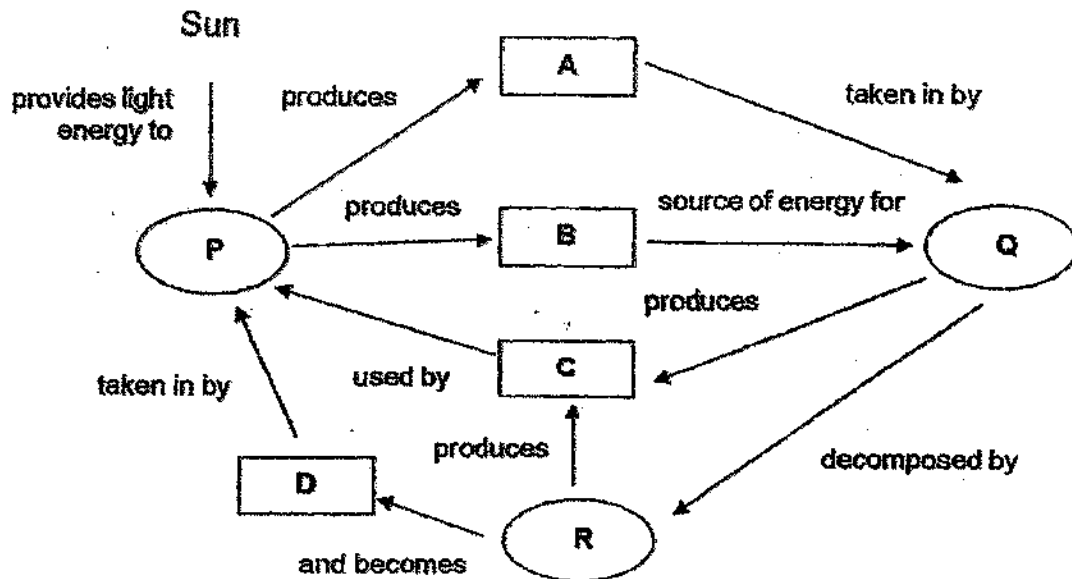 Sun
provides light
energy to
produces
A
taken in by
P
produces
B
source of energy for
Q
produces
C
used by
taken in by
produces
decomposed by
D
R
and becomes